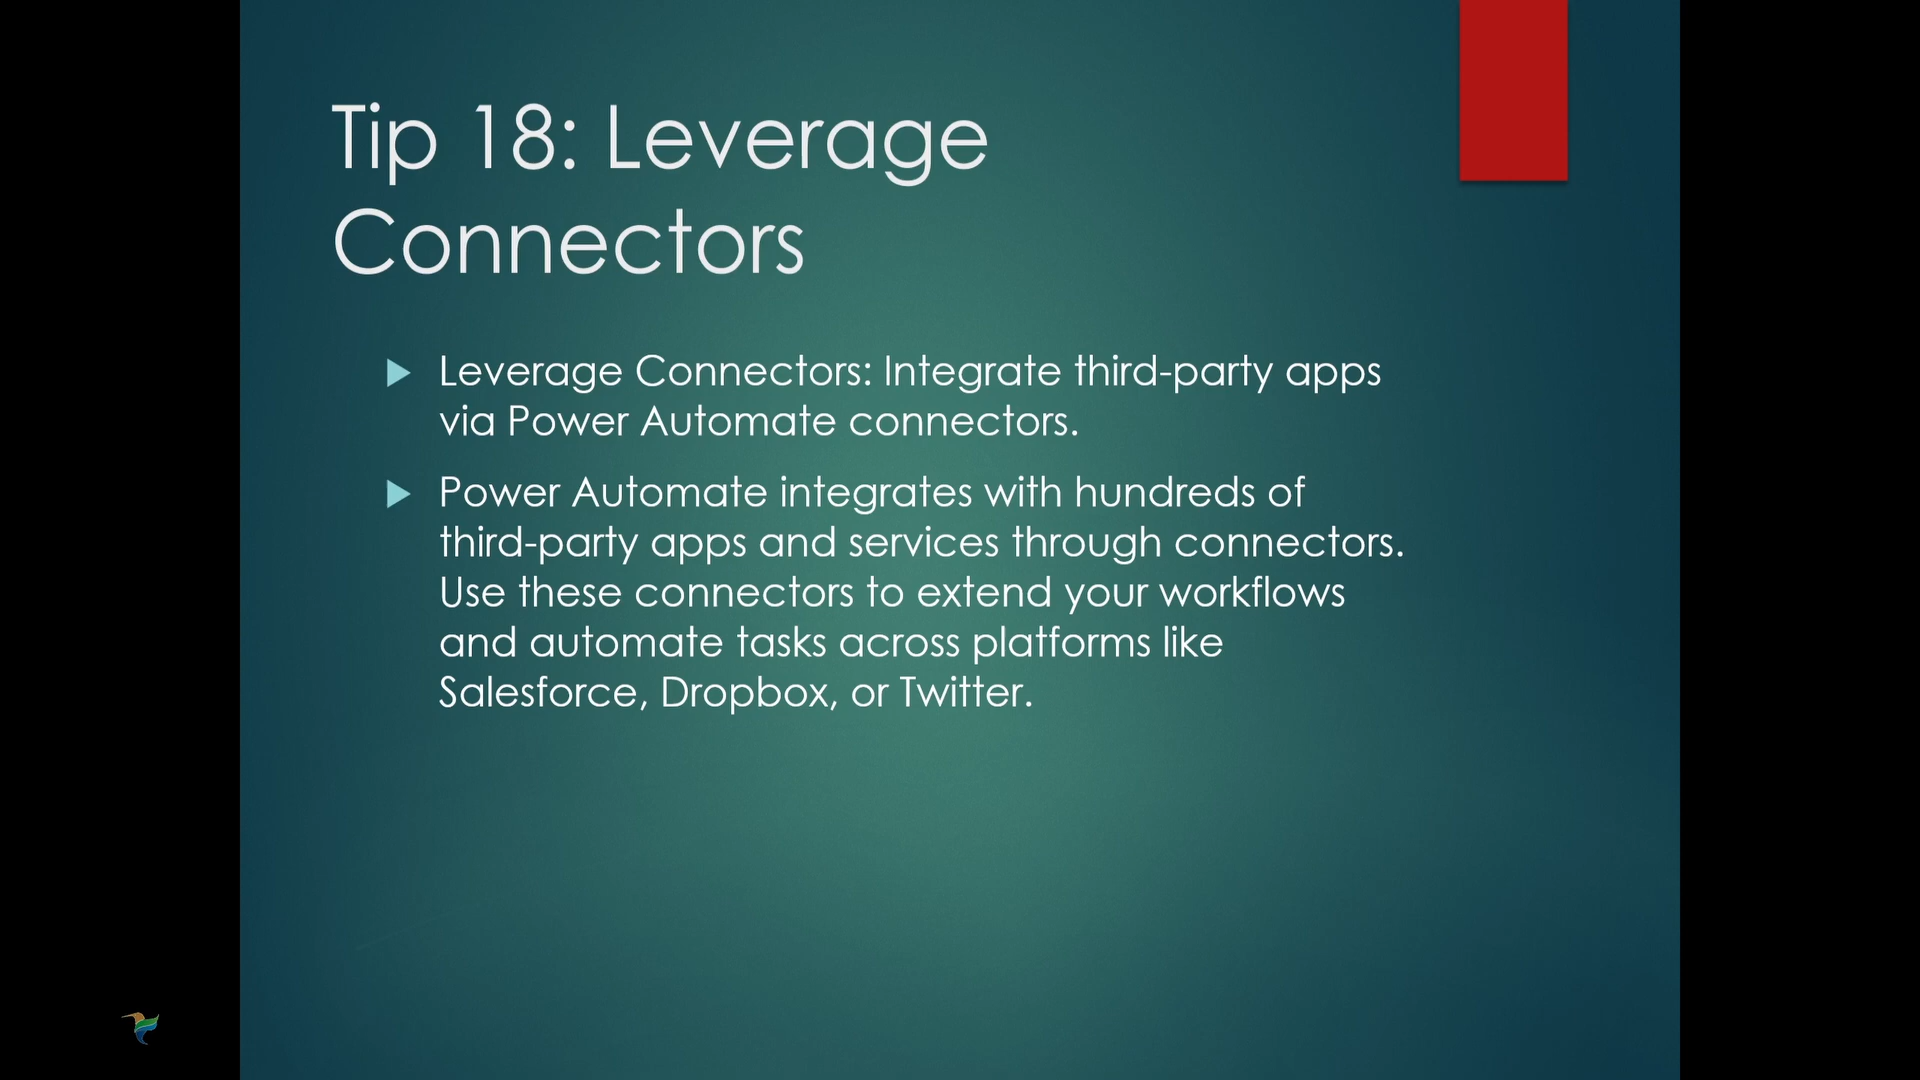 Tip 18: Leverage
Connectors
Leverage Connectors: Integrate third-party apps
via Power Automate connectors.
Power Automate integrates with hundreds of
third-party apps and services through connectors.
Use these connectors to extend your workflows
and automate tasks across platforms like
Salesforce, Dropbox, or Twitter.